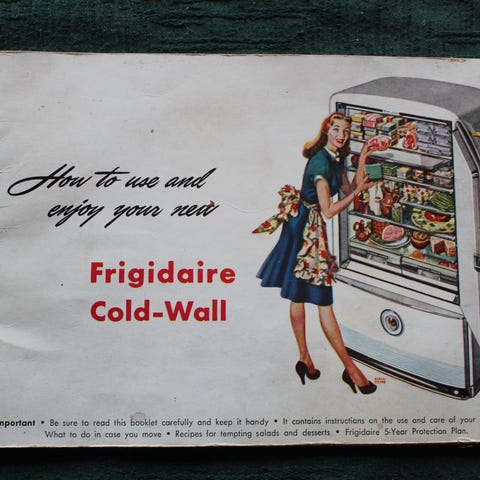 How to use and
enjoy your new
Frigidaire
Cold-Wall
Important • Be sure to read this booklet carefully and keep it handy • It contains instructions on the use and care of your
What to do in case you move • Recipes for tempting salads and desserts • Frigidaire 5-Year Protection Plan.